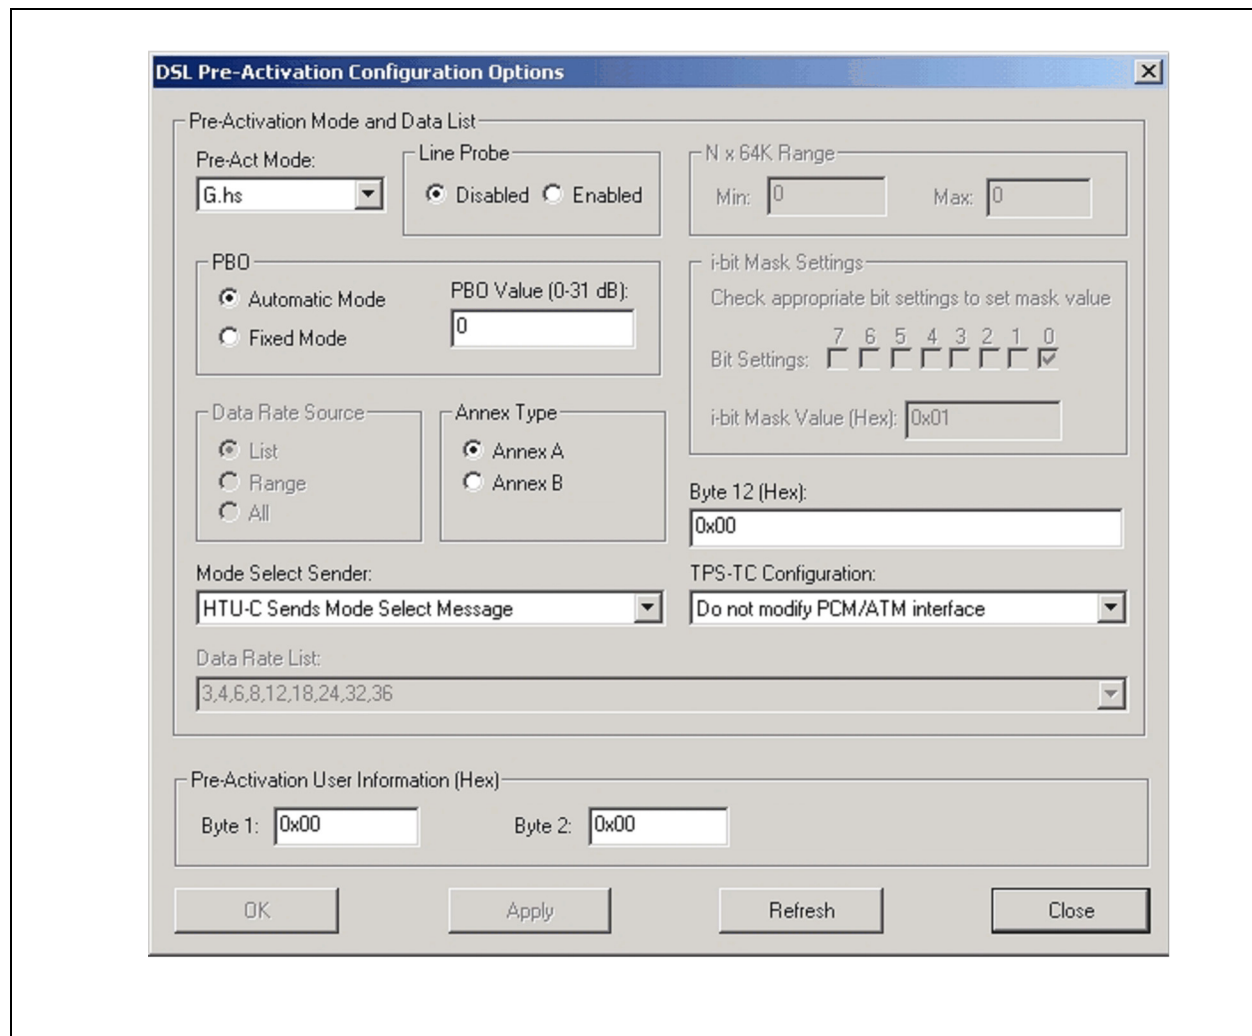 DSL Pre-Activation Configuration Options
Pre-Activation Mode and Data List
Pre-Act Mode:
G.hs
Line Probe
Disabled Enabled
N x 64K Range
Min: 0 Max: 0
PBO
Automatic Mode
Fixed Mode
PBO Value (0-31 dB):
0
i-bit Mask Settings
Check appropriate bit settings to set mask value
7 6 5 4 3 2 1 0
Bit Settings:
i-bit Mask Value (Hex): 0x01
Data Rate Source
List
Range
All
Annex Type
Annex A
Annex B
Byte 12 (Hex):
0x00
Mode Select Sender:
HTU-C Sends Mode Select Message
TPS-TC Configuration:
Do not modify PCM/ATM interface
Data Rate List:
3,4,6,8,12,18,24,32,36
Pre-Activation User Information (Hex)
Byte 1: 0x00 Byte 2: 0x00
OK Apply Refresh Close